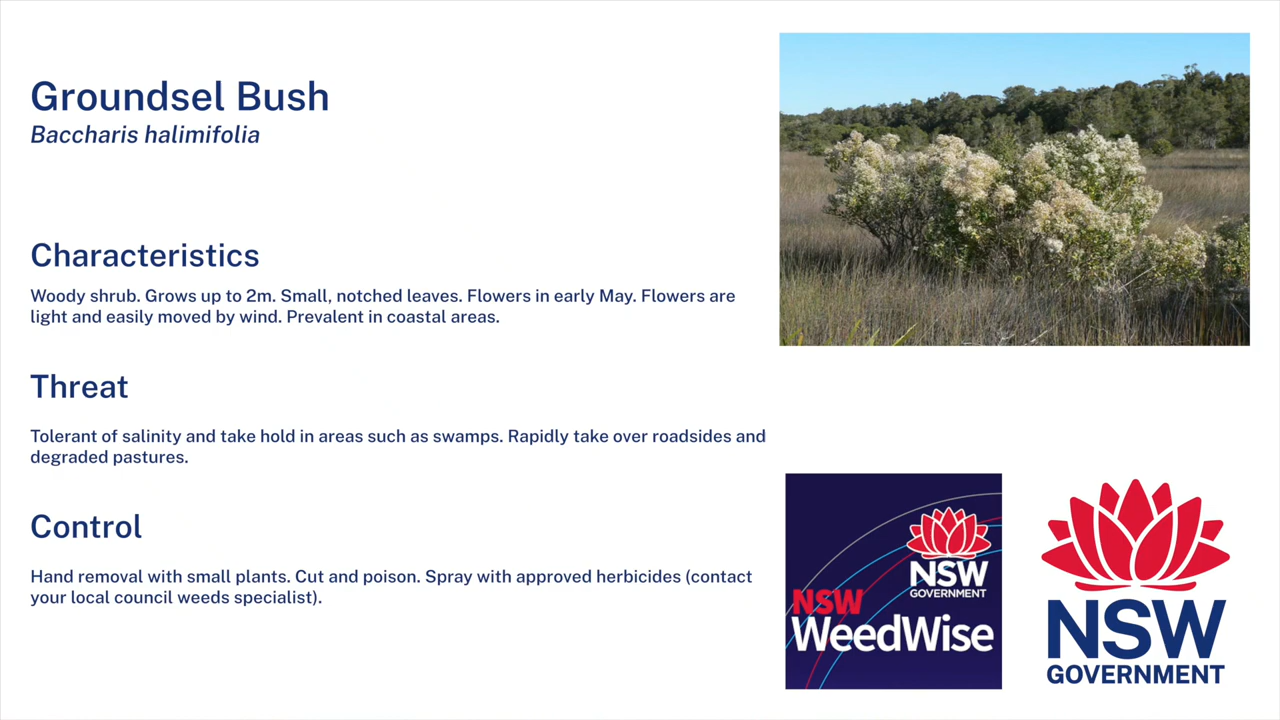 Groundsel Bush
Baccharis halimifolia
Characteristics
Woody shrub. Grows up to 2m. Small, notched leaves. Flowers in early May. Flowers are
light and easily moved by wind. Prevalent in coastal areas.
Threat
Tolerant of salinity and take hold in areas such as swamps. Rapidly take over roadsides and
degraded pastures.
Control
Hand removal with small plants. Cut and poison. Spray with approved herbicides (contact
your local council weeds specialist).
NSW
GOVERNMENT
NSW
WeedWise
NSW
GOVERNMENT